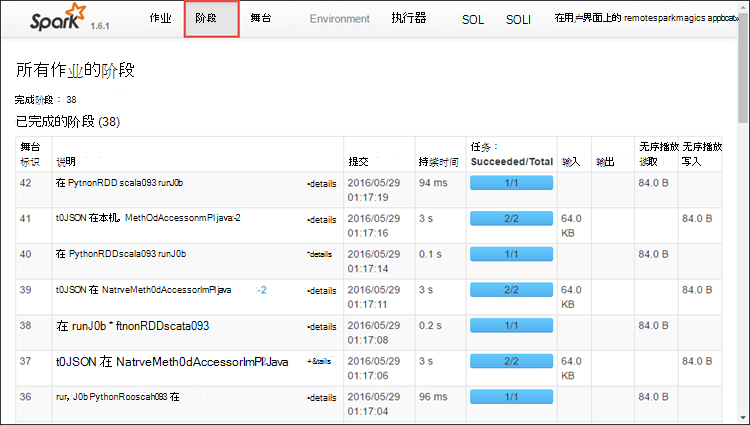 Spark 1.6.1 作业 阶段 舞台 Environment 执行器 SOL SOLI 在用户界面上的 remotesparkmagics
所有作业的阶段
完成阶段： 38
已完成的阶段 (38)
舞台标识 说明 提交 持续时间 任务： Succeeded/Total 输入 输出 无序播放读取 无序播放写入
42 在 PytnonRDD scala093 runJ0b •details 2016/05/29 01:17:19 94 ms 1/1 84.0 B
41 t0JSON 在本机，MethOdAccessonmPljava:-2 •details 2016/05/29 01:17:16 3 s 2/2 64.0 KB 84.0 B
40 在 PythonRDDscala093 runJ0b *details 2016/05/29 01:17:14 0.1 s 1/1 84.0 B
39 t0JSON 在 NatrveMeth0dAccessorlmPljava -2 •details 2016/05/29 01:17:11 3 s 2/2 64.0 KB 84.0 B
38 在 runJ0b * ftnonRDDscata093 •details 2016/05/29 01:17:08 0.2 s 1/1 84.0 B
37 t0JSON 在 NatrveMeth0dAccessorlmPlJava •2 +&tails 2016/05/29 01:17:06 3 s 2/2 64.0 KB 84.0 B
36 rur，J0b PythonRooscah093 在 •details 2016/05/29 01:17:04 96 ms 1/1 84.0 B